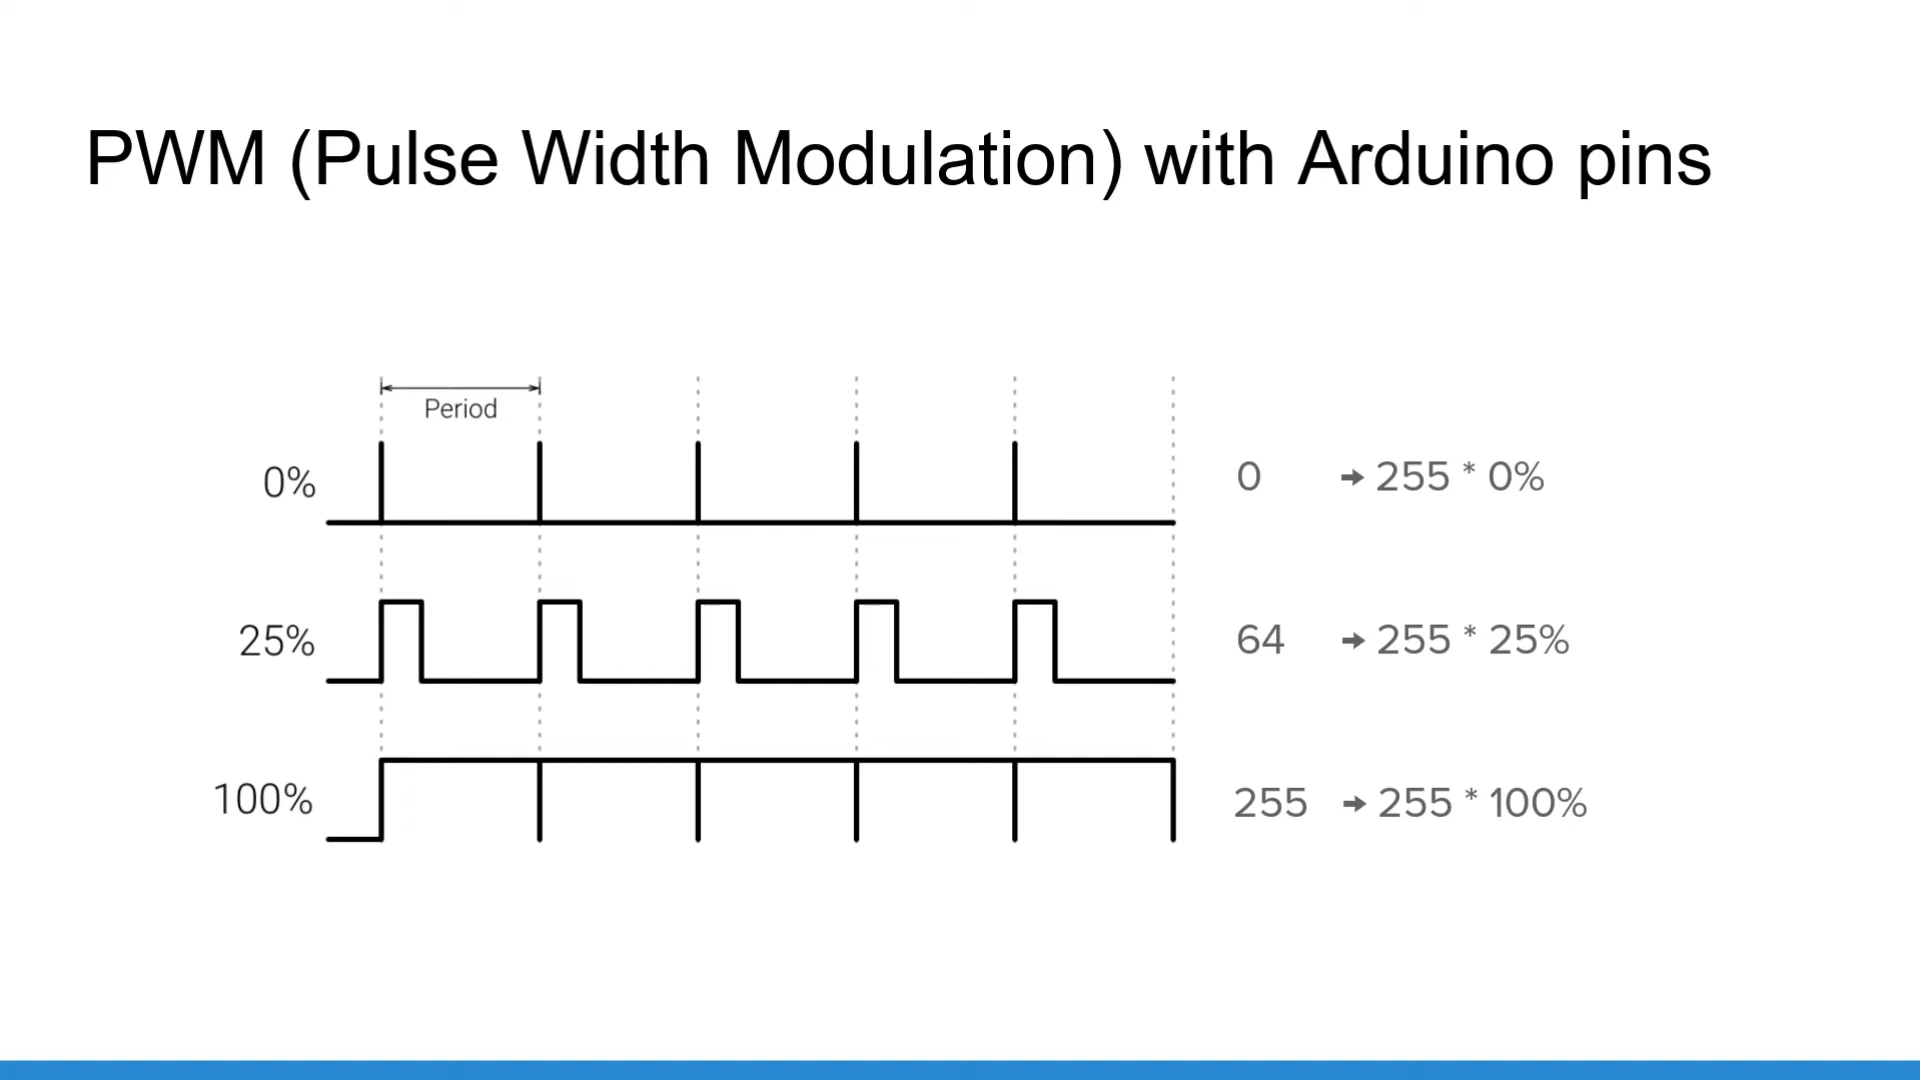 PWM (Pulse Width Modulation) with Arduino pins
Period
0%
0 → 255 * 0%
25%
64 → 255 * 25%
100%
255 → 255 * 100%